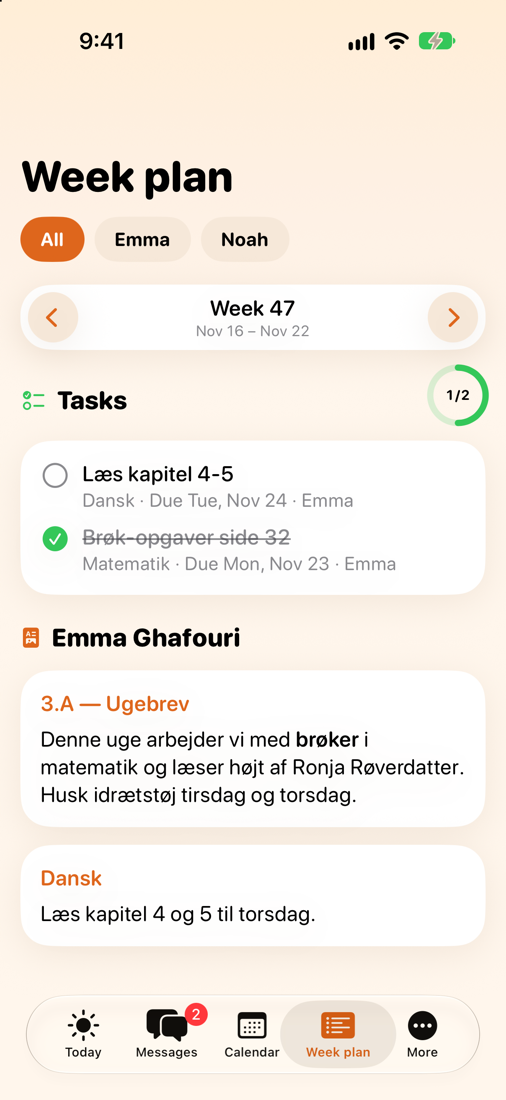 9:41
Week plan
All
Emma
Noah
Week 47
Nov 16 – Nov 22
Tasks
1/2
Læs kapitel 4-5
Dansk · Due Tue, Nov 24 · Emma
Brøk-opgaver side 32
Matematik · Due Mon, Nov 23 · Emma
Emma Ghafouri
3.A — Ugebrev
Denne uge arbejder vi med brøker i
matematik og læser højt af Ronja Røverdatter.
Husk idrætstøj tirsdag og torsdag.
Dansk
Læs kapitel 4 og 5 til torsdag.
2
Today
Messages
Calendar
Week plan
More